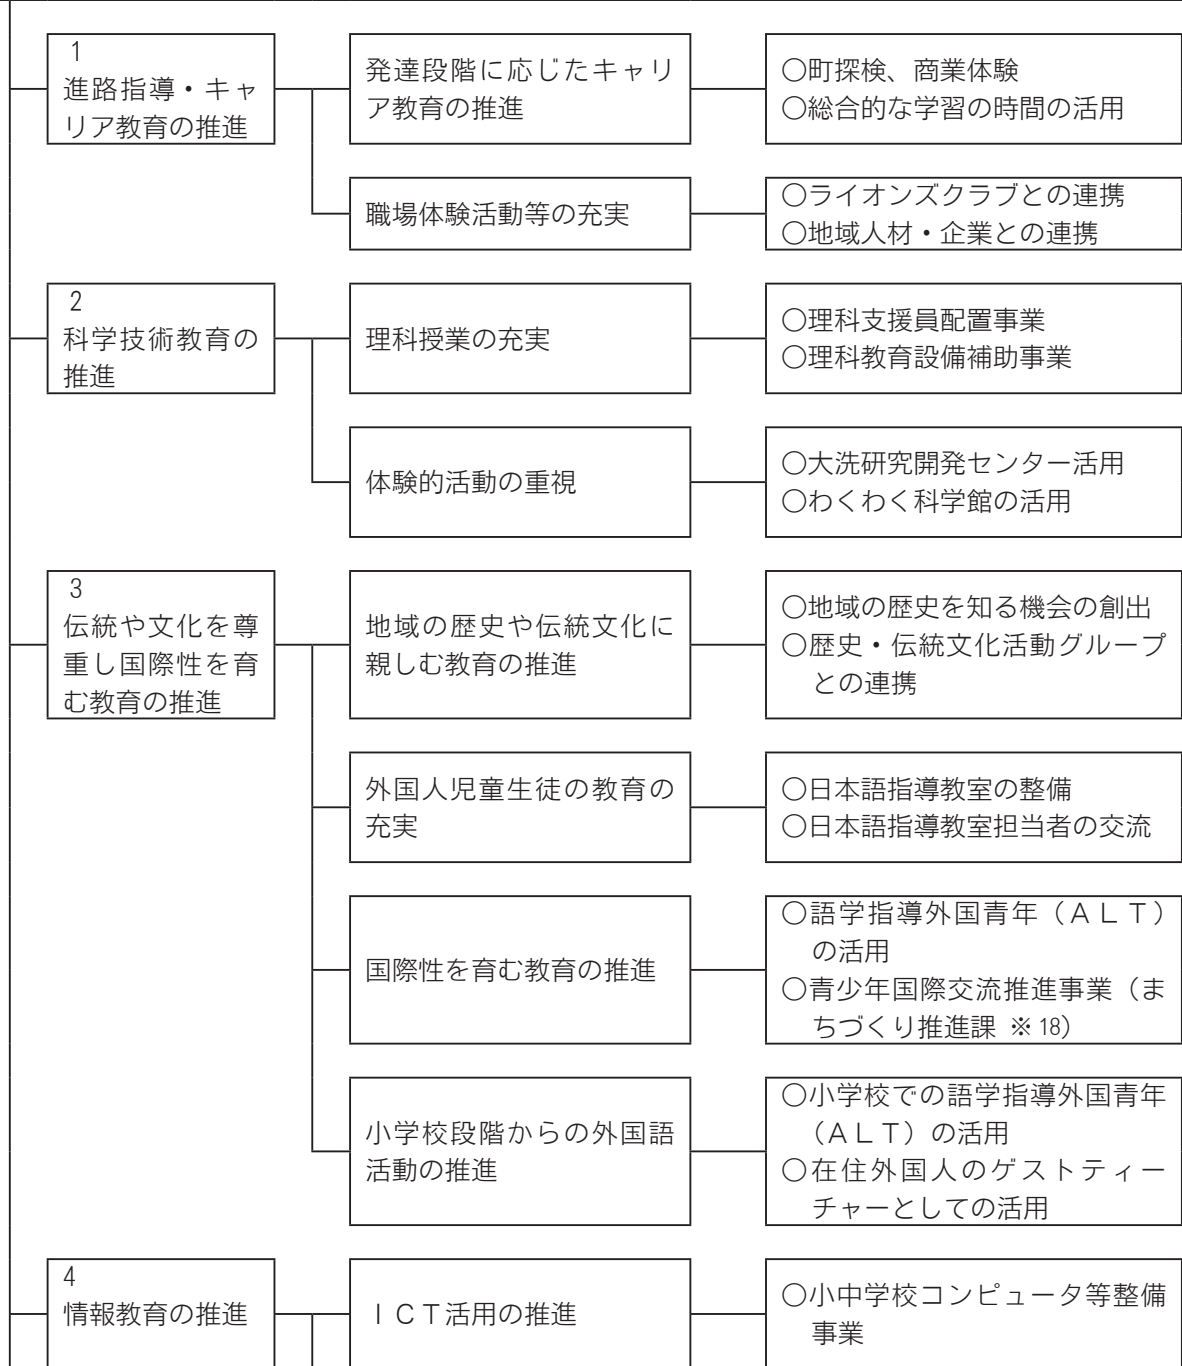 1
進路指導・キャ
リア教育の推進
発達段階に応じたキャリ
ア教育の推進
○町探検、商業体験
○総合的な学習の時間の活用
職場体験活動等の充実
○ライオンズクラブとの連携
○地域人材・企業との連携
2
科学技術教育の
推進
理科授業の充実
○理科支援員配置事業
○理科教育設備補助事業
体験的活動の重視
○大洗研究開発センター活用
○わくわく科学館の活用
3
伝統や文化を尊
重し国際性を育
む教育の推進
地域の歴史や伝統文化に
親しむ教育の推進
○地域の歴史を知る機会の創出
○歴史・伝統文化活動グループ
との連携
外国人児童生徒の教育の
充実
○日本語指導教室の整備
○日本語指導教室担当者の交流
国際性を育む教育の推進
○語学指導外国青年（ＡＬＴ）
の活用
○青少年国際交流推進事業（ま
ちづくり推進課 ※18）
小学校段階からの外国語
活動の推進
○小学校での語学指導外国青年
（ＡＬＴ）の活用
○在住外国人のゲストティー
チャーとしての活用
4
情報教育の推進
ＩＣＴ活用の推進
○小中学校コンピュータ等整備
事業